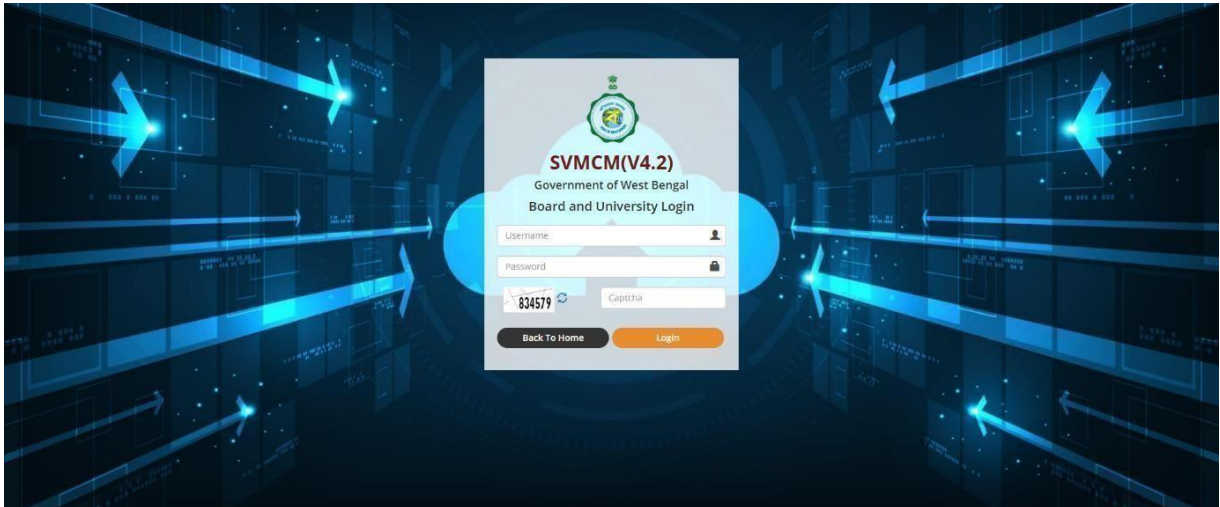 SVMCM(V4.2)
Government of West Bengal
Board and University Login
Username
Password
834579 Captcha
Back To Home Login